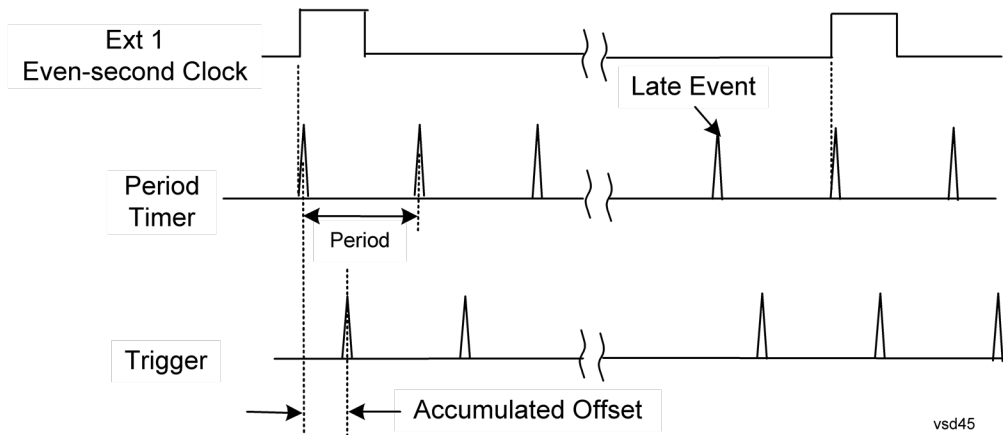 Ext 1
Even-second Clock
Late Event
Period
Timer
Period
Trigger
Accumulated Offset
vsd45